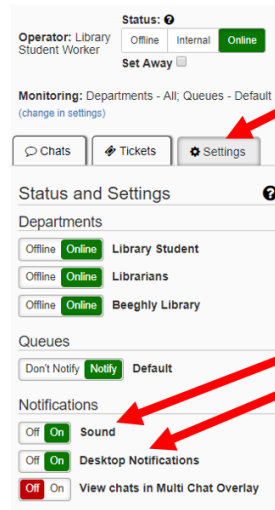 Status:
Operator: Library Student Worker
Offline Internal Online
Set Away
Monitoring: Departments - All; Queues - Default
(change in settings)
Chats Tickets Settings
Status and Settings
Departments
Offline Online Library Student
Offline Online Librarians
Offline Online Beeghly Library
Queues
Don't Notify Notify Default
Notifications
Off On Sound
Off On Desktop Notifications
Off On View chats in Multi Chat Overlay